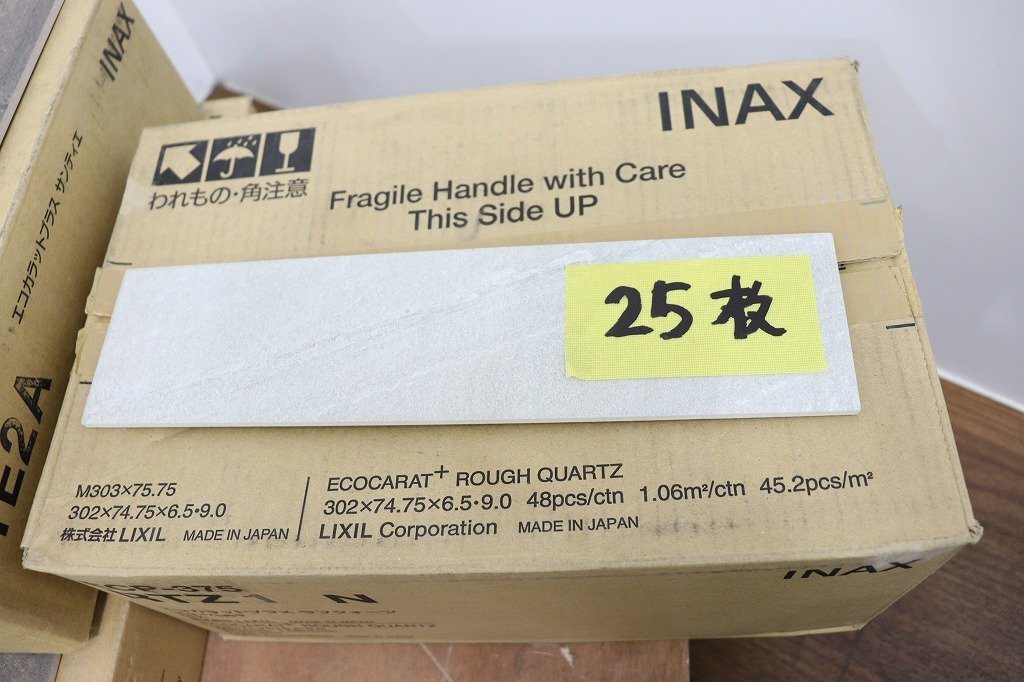 INAX
エコカラットプラス サンティエ
TE2A
INAX
われもの・角注意
Fragile Handle with Care
This Side UP
25枚
M303×75.75
302×74.75×6.5・9.0
株式会社 LIXIL MADE IN JAPAN
ECOCARAT+ ROUGH QUARTZ
302×74.75×6.5・9.0 48pcs/ctn 1.06m²/ctn 45.2pcs/m²
LIXIL Corporation MADE IN JAPAN
INAX
N